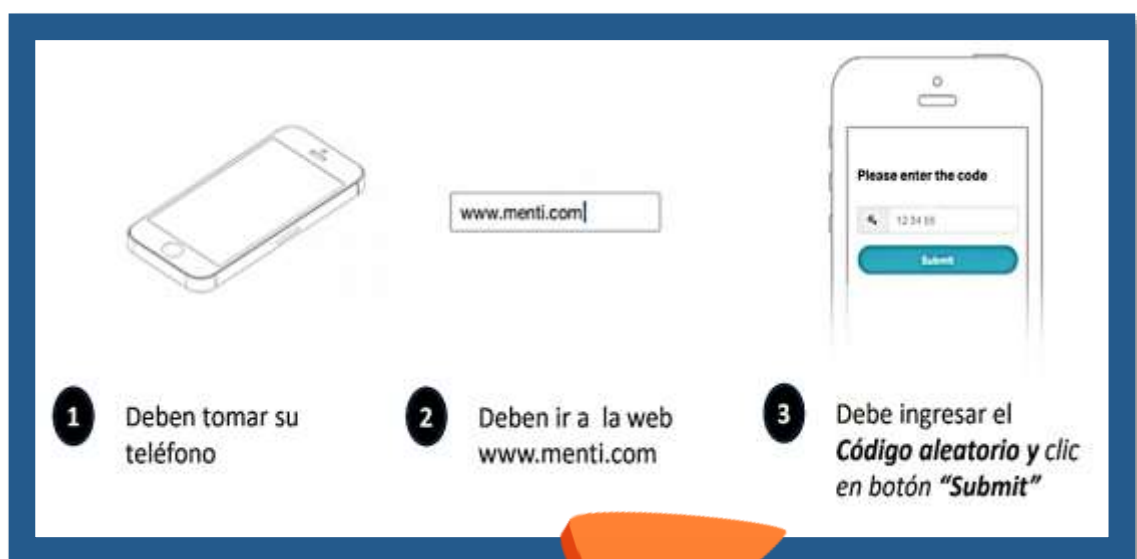 www.menti.com
Please enter the code
12 34 56
Submit
1
Deben tomar su
teléfono
2
Deben ir a la web
www.menti.com
3
Debe ingresar el
Código aleatorio y clic
en botón “Submit”